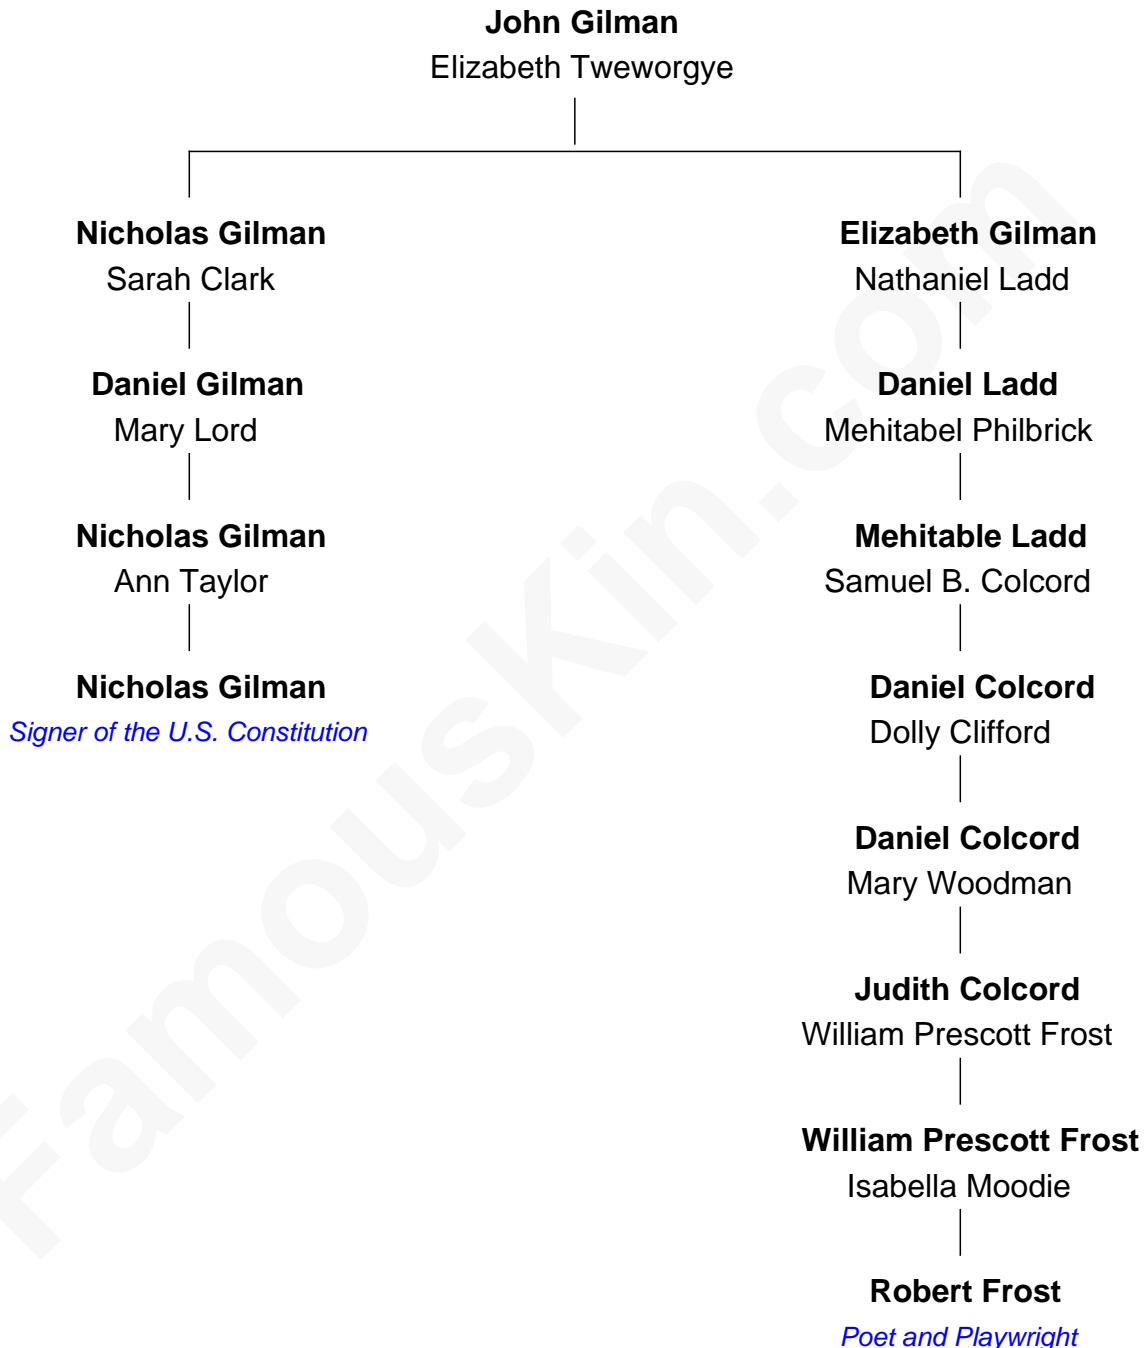 John Gilman
Elizabeth Tweworgye
Nicholas Gilman
Sarah Clark
Daniel Gilman
Mary Lord
Nicholas Gilman
Ann Taylor
Nicholas Gilman
Signer of the U.S. Constitution
Elizabeth Gilman
Nathaniel Ladd
Daniel Ladd
Mehitabel Philbrick
Mehitable Ladd
Samuel B. Colcord
Daniel Colcord
Dolly Clifford
Daniel Colcord
Mary Woodman
Judith Colcord
William Prescott Frost
William Prescott Frost
Isabella Moodie
Robert Frost
Poet and Playwright
FamousKin.com